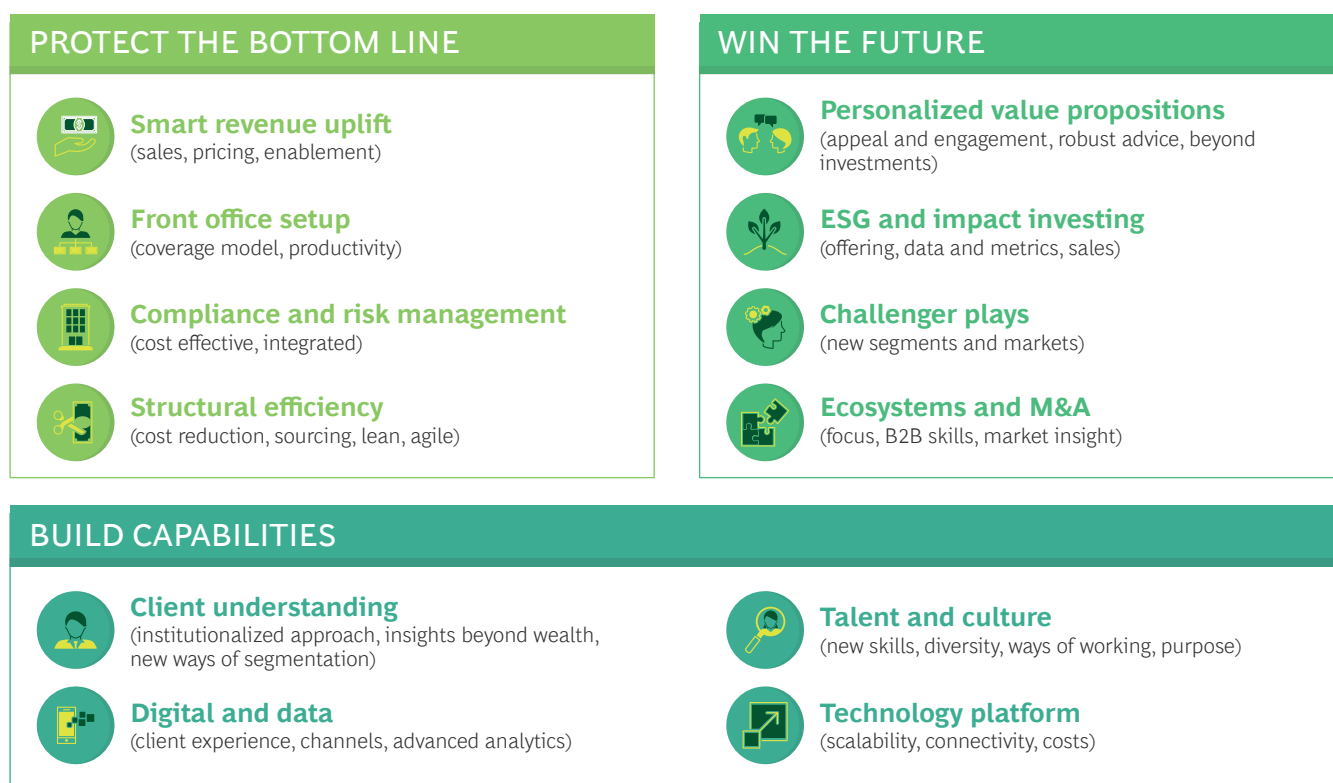 PROTECT THE BOTTOM LINE
Smart revenue uplift
(sales, pricing, enablement)
Front office setup
(coverage model, productivity)
Compliance and risk management
(cost effective, integrated)
Structural efficiency
(cost reduction, sourcing, lean, agile)
WIN THE FUTURE
Personalized value propositions
(appeal and engagement, robust advice, beyond
investments)
ESG and impact investing
(offering, data and metrics, sales)
Challenger plays
(new segments and markets)
Ecosystems and M&A
(focus, B2B skills, market insight)
BUILD CAPABILITIES
Client understanding
(institutionalized approach, insights beyond wealth,
new ways of segmentation)
Digital and data
(client experience, channels, advanced analytics)
Talent and culture
(new skills, diversity, ways of working, purpose)
Technology platform
(scalability, connectivity, costs)